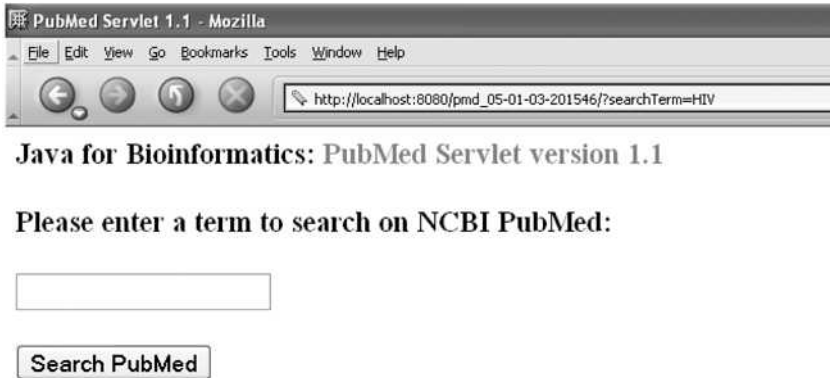 PubMed Servlet 1.1 - Mozilla
File Edit View Go Bookmarks Tools Window Help
http://localhost:8080/pmd_05-01-03-201546/?searchTerm=HIV
Java for Bioinformatics: PubMed Servlet version 1.1
Please enter a term to search on NCBI PubMed:
Search PubMed